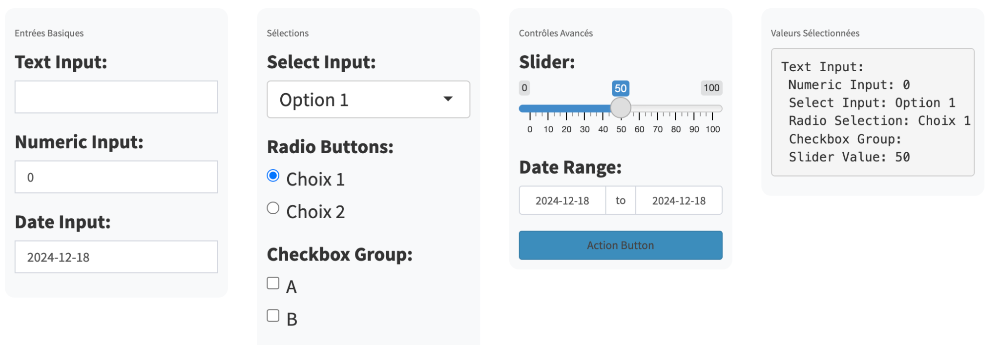 Entrées Basiques
Text Input:
Numeric Input:
0
Date Input:
2024-12-18
Sélections
Select Input:
Option 1
Radio Buttons:
Choix 1
Choix 2
Checkbox Group:
A
B
Contrôles Avancés
Slider:
0 50 100
0 10 20 30 40 50 60 70 80 90 100
Date Range:
2024-12-18 to 2024-12-18
Action Button
Valeurs Sélectionnées
Text Input:
Numeric Input: 0
Select Input: Option 1
Radio Selection: Choix 1
Checkbox Group:
Slider Value: 50